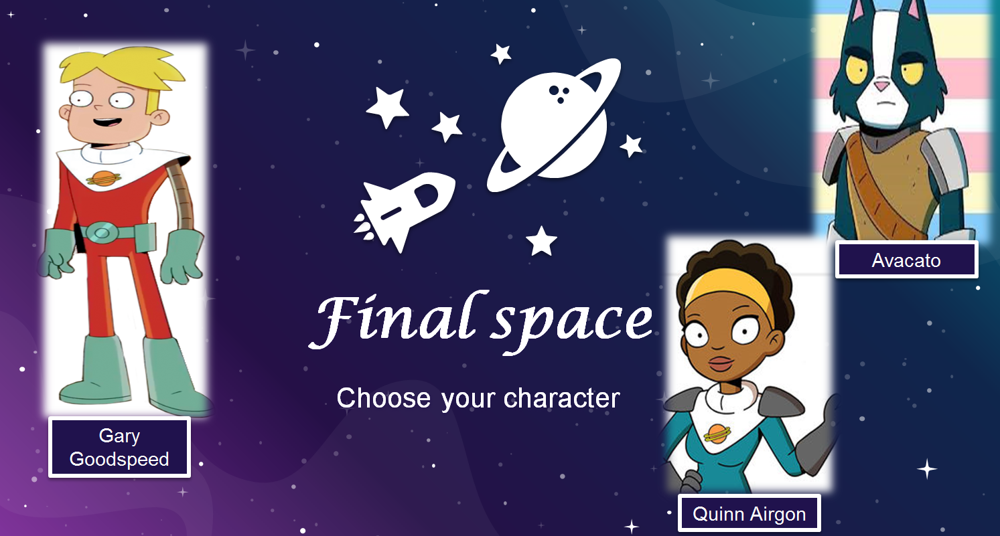 Final space
Choose your character
Gary
Goodspeed
Avacato
Quinn Airgon